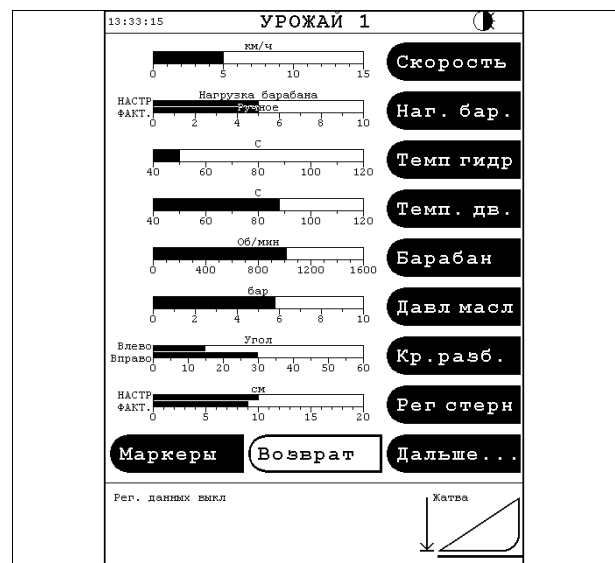 13:33:15 УРОЖАЙ 1
км/ч
0 5 10 15
Скорость
Нагрузка барабана
НАСТР
Ручное
ФАКТ.
0 2 4 6 8 10
Наг. бар.
С
40 60 80 100 120
Темп гидр
С
40 60 80 100 120
Темп. дв.
Об/мин
0 400 800 1200 1600
Барабан
бар
0 2 4 6 8 10
Давл масл
Угол
Влево
Вправо
0 10 20 30 40 50 60
Кр.разб.
см
НАСТР
ФАКТ.
0 5 10 15 20
Рег стерн
Маркеры Возврат Дальше...
Рег. данных выкл
Жатва